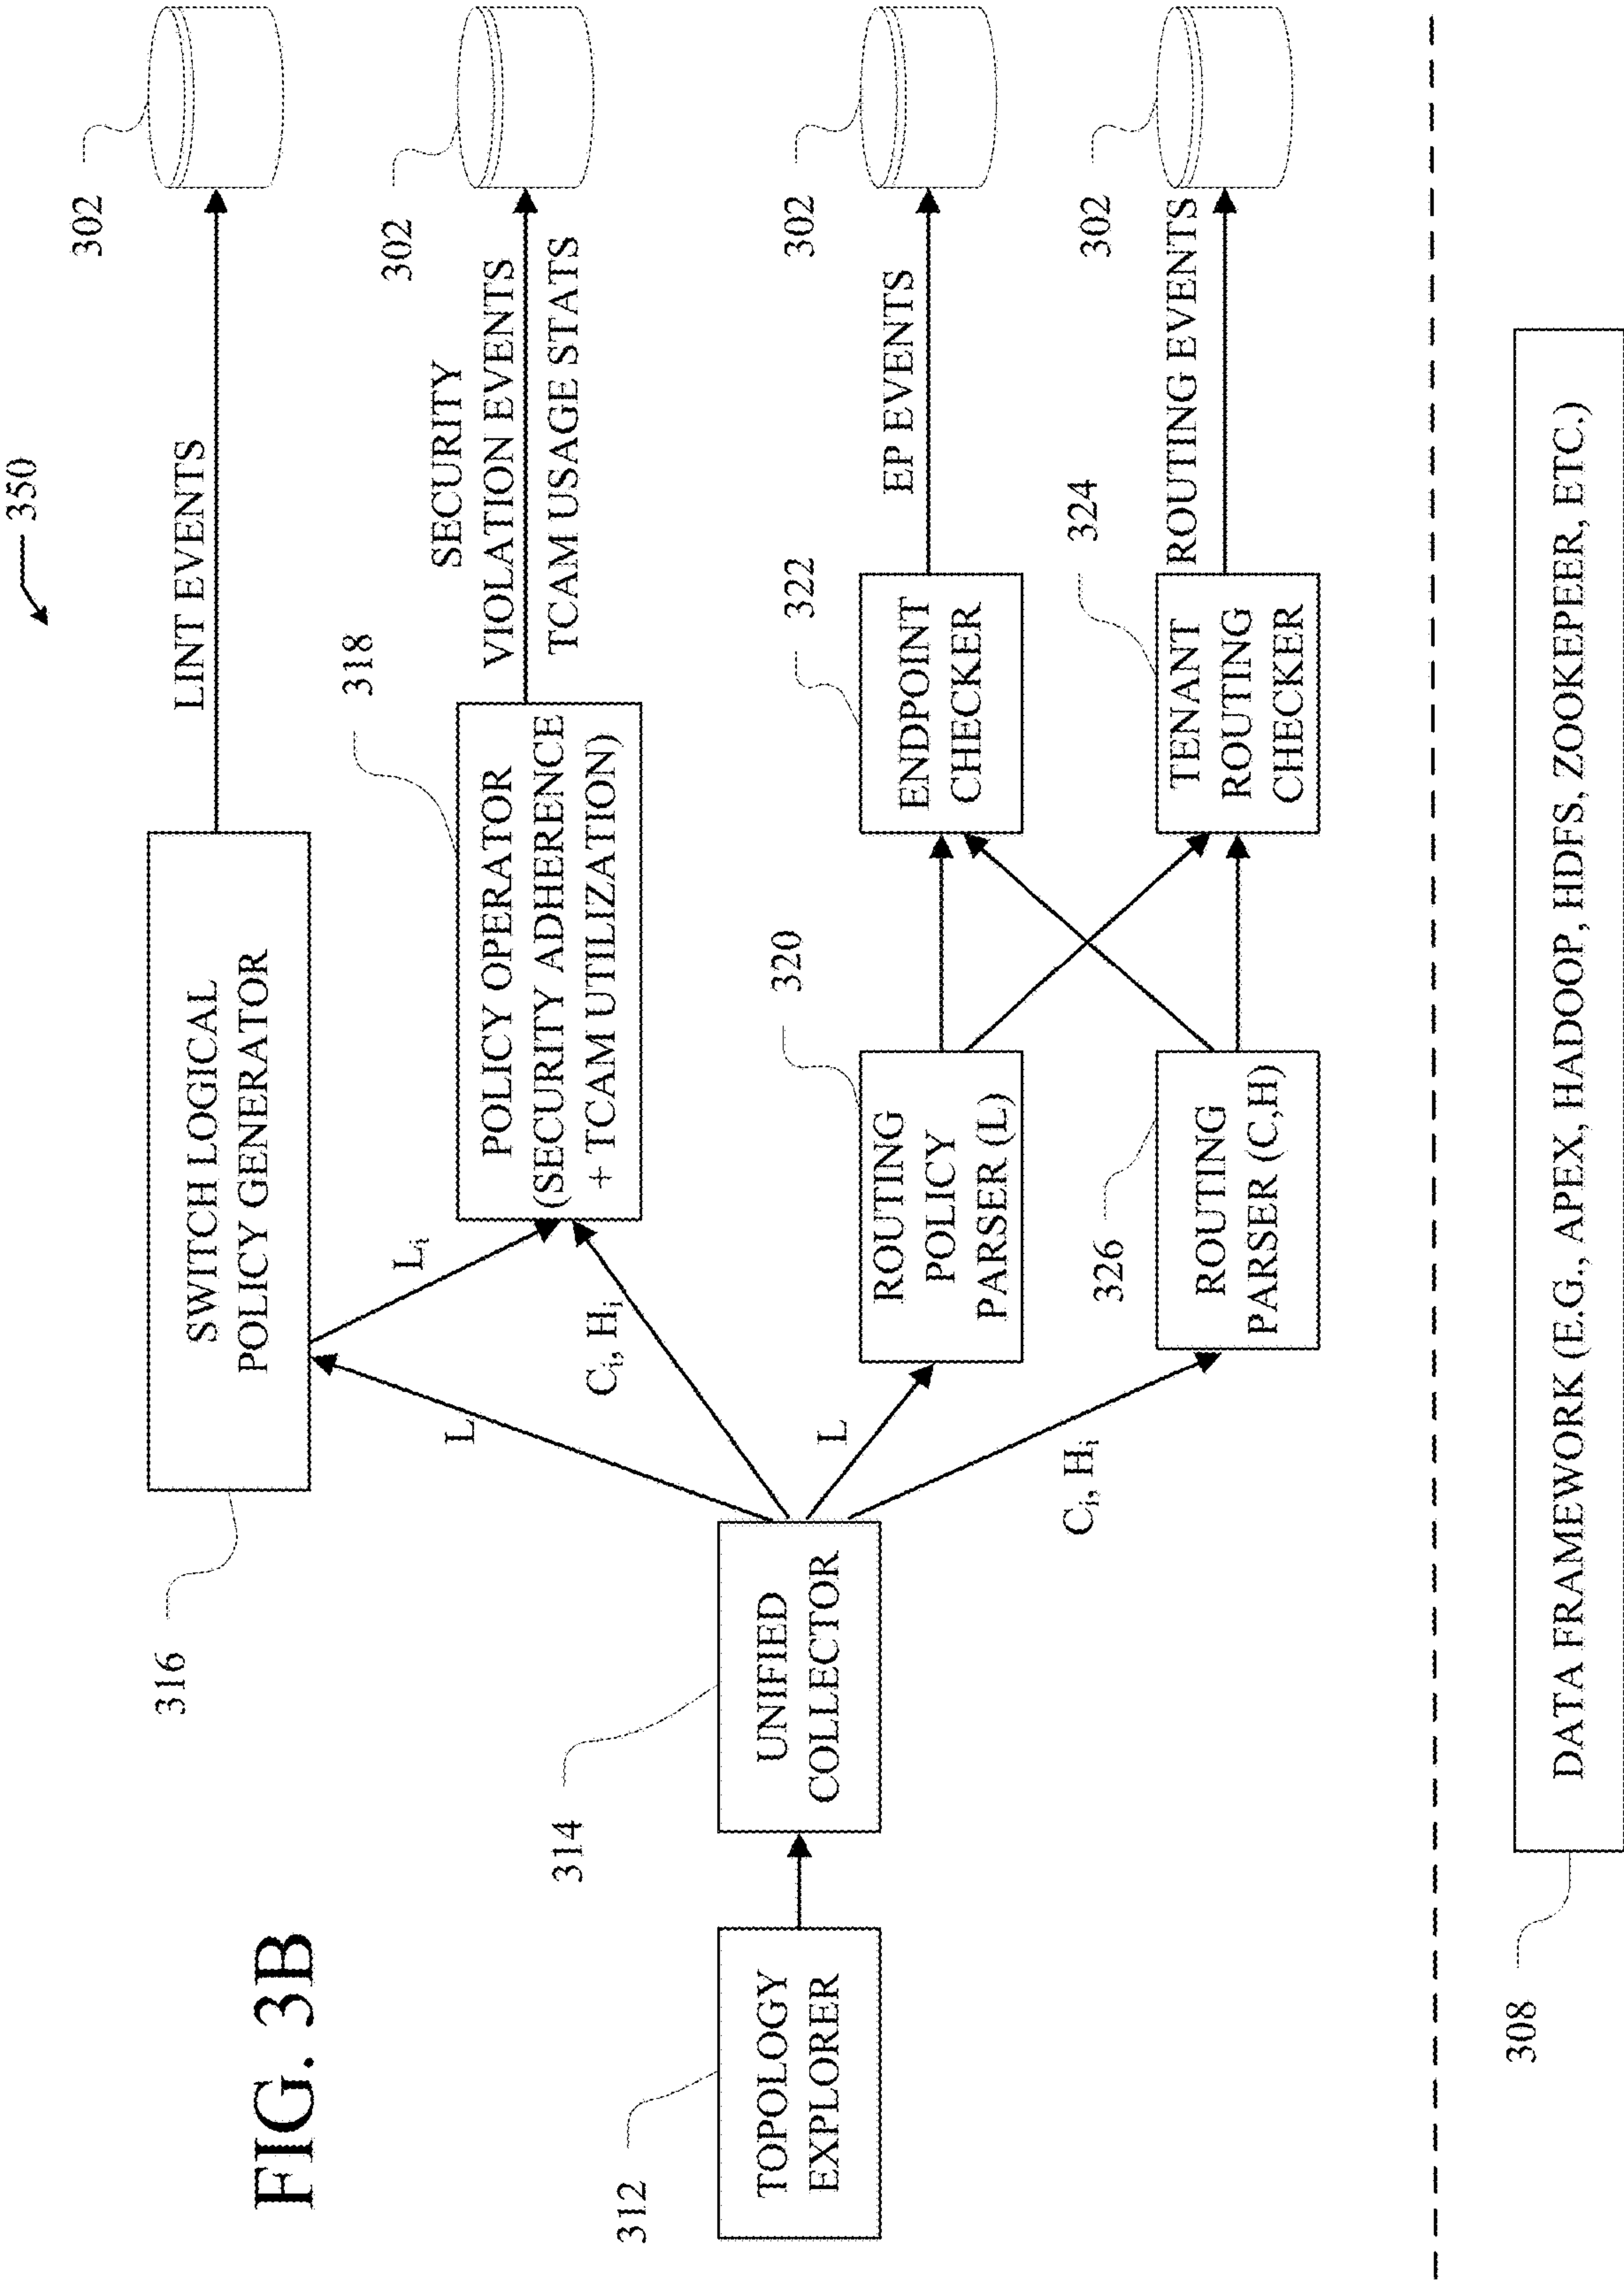 FIG. 3B
350
302
LINT EVENTS
SWITCH LOGICAL
POLICY GENERATOR
316
302
SECURITY
VIOLATION EVENTS
TCAM USAGE STATS
318
POLICY OPERATOR
(SECURITY ADHERENCE
+ TCAM UTILIZATION)
Li
L
Ci, Hi
312
TOPOLOGY
EXPLORER
314
UNIFIED
COLLECTOR
L
Ci, Hi
320
ROUTING
POLICY
PARSER (L)
322
ENDPOINT
CHECKER
EP EVENTS
302
326
ROUTING
PARSER (C,H)
324
TENANT
ROUTING
CHECKER
ROUTING EVENTS
302
308
DATA FRAMEWORK (E.G., APEX, HADOOP, HDFS, ZOOKEPEER, ETC.)